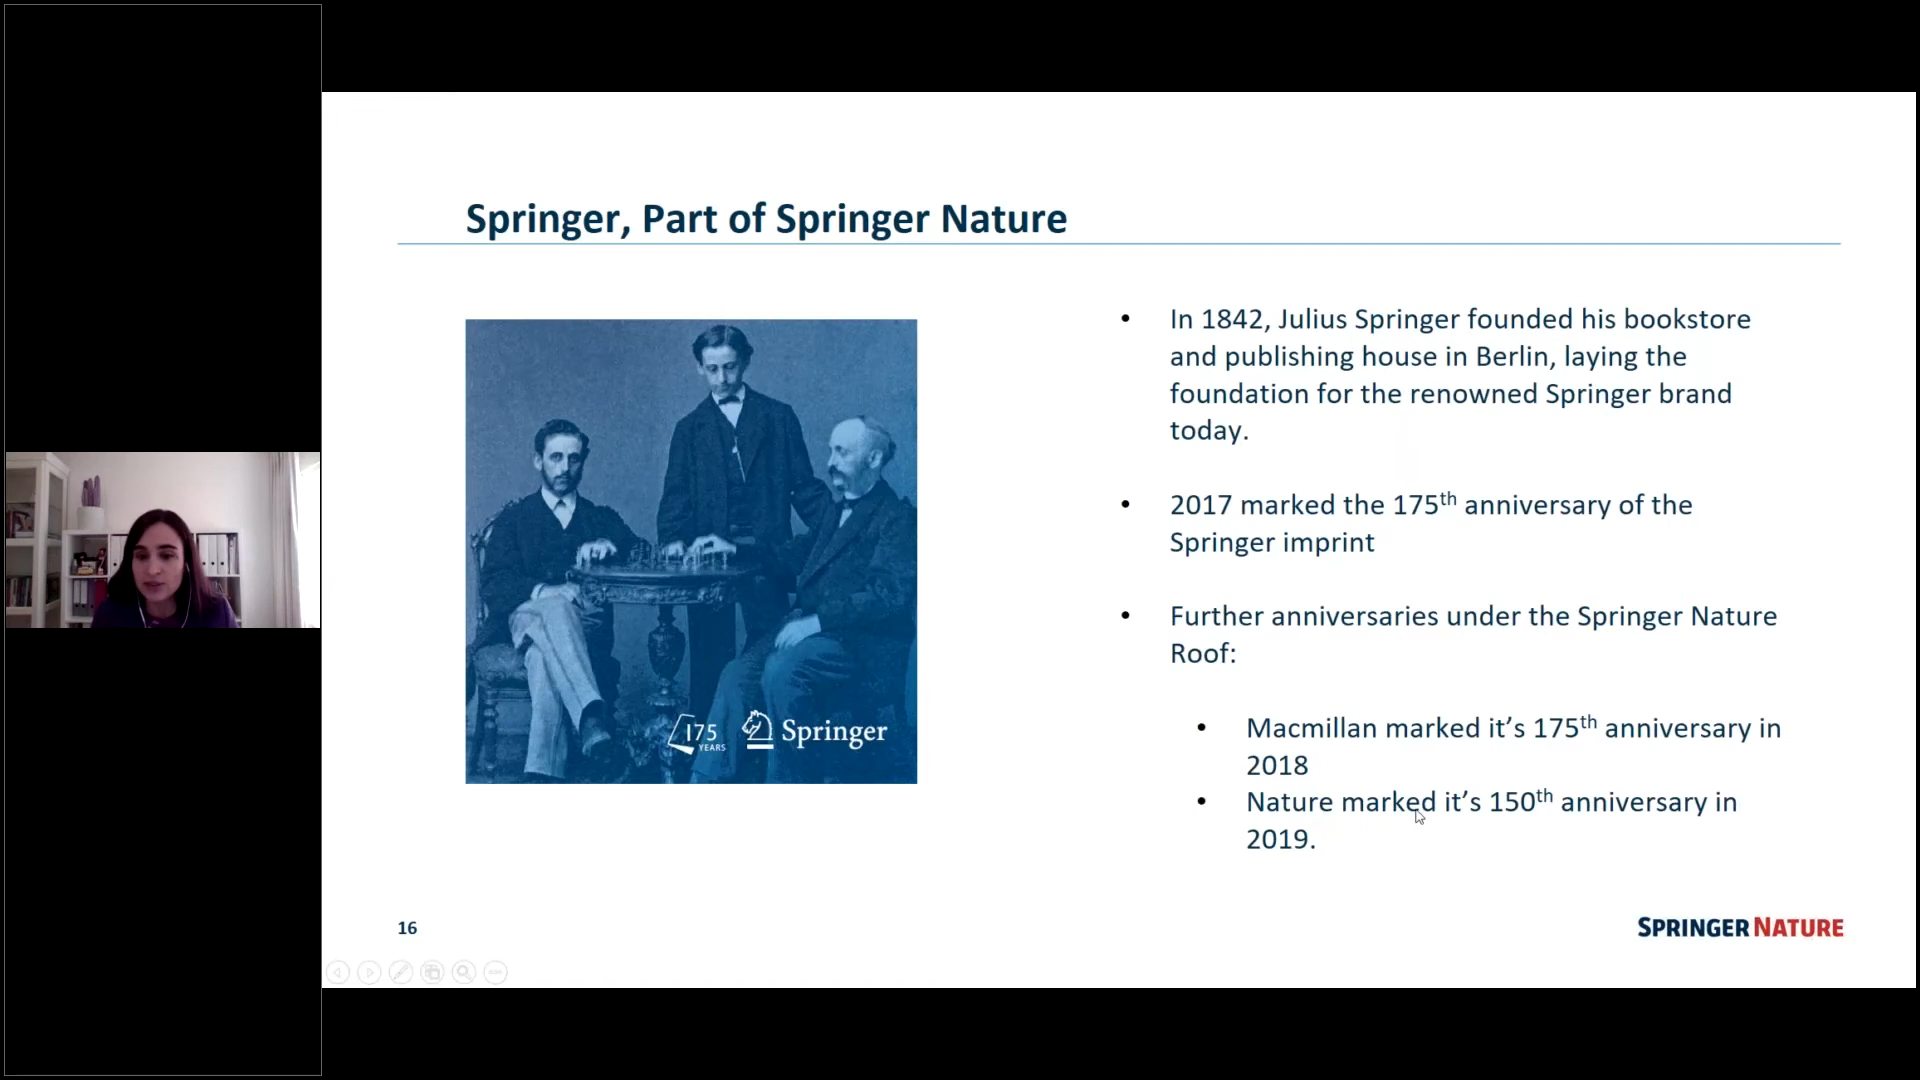 Springer, Part of Springer Nature
• In 1842, Julius Springer founded his bookstore
and publishing house in Berlin, laying the
foundation for the renowned Springer brand
today.
• 2017 marked the 175th anniversary of the
Springer imprint
• Further anniversaries under the Springer Nature
Roof:
• Macmillan marked it’s 175th anniversary in
2018
• Nature marked it’s 150th anniversary in
2019.
175
YEARS
Springer
16
SPRINGER NATURE